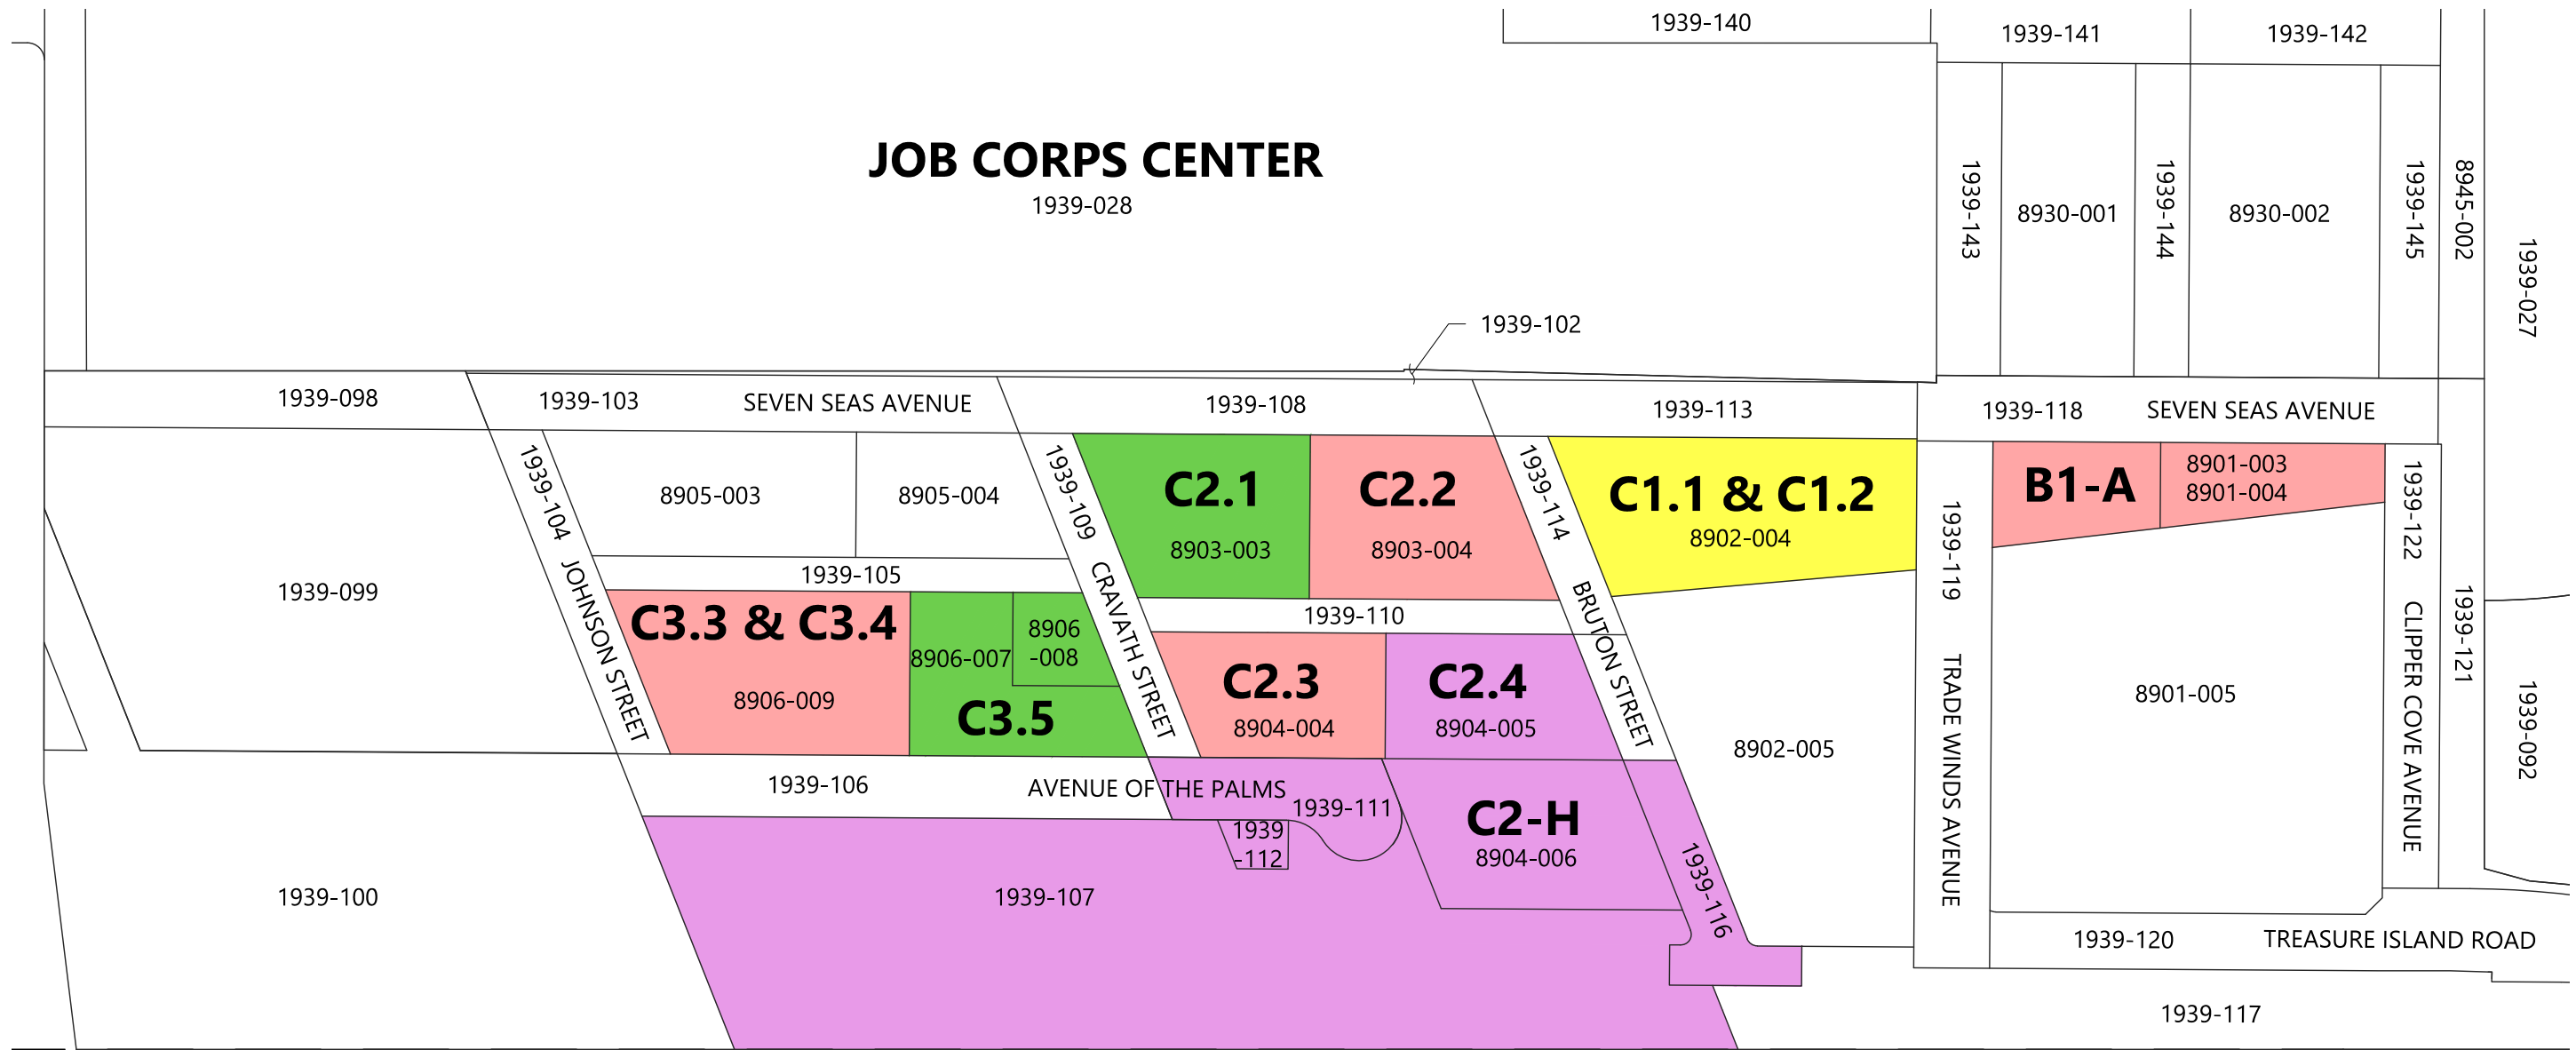 1939-140
1939-141
1939-142
JOB CORPS CENTER
1939-028
1939-143
8930-001
1939-144
8930-002
1939-145
8945-002
1939-027
1939-102
1939-098
1939-103
SEVEN SEAS AVENUE
1939-108
1939-113
1939-118
SEVEN SEAS AVENUE
1939-099
1939-104 JOHNSON STREET
8905-003
8905-004
1939-105
1939-109 CRAVATH STREET
C2.1
8903-003
C2.2
8903-004
1939-114 BRUTON STREET
C1.1 & C1.2
8902-004
1939-119 TRADE WINDS AVENUE
B1-A
8901-003
8901-004
1939-122 CLIPPER COVE AVENUE
1939-121
C3.3 & C3.4
8906-009
8906-007
8906
-008
C3.5
1939-110
C2.3
8904-004
C2.4
8904-005
8902-005
8901-005
1939-092
1939-106
AVENUE OF THE PALMS
1939-111
1939
-112
C2-H
8904-006
1939-116
1939-100
1939-107
1939-120
TREASURE ISLAND ROAD
1939-117